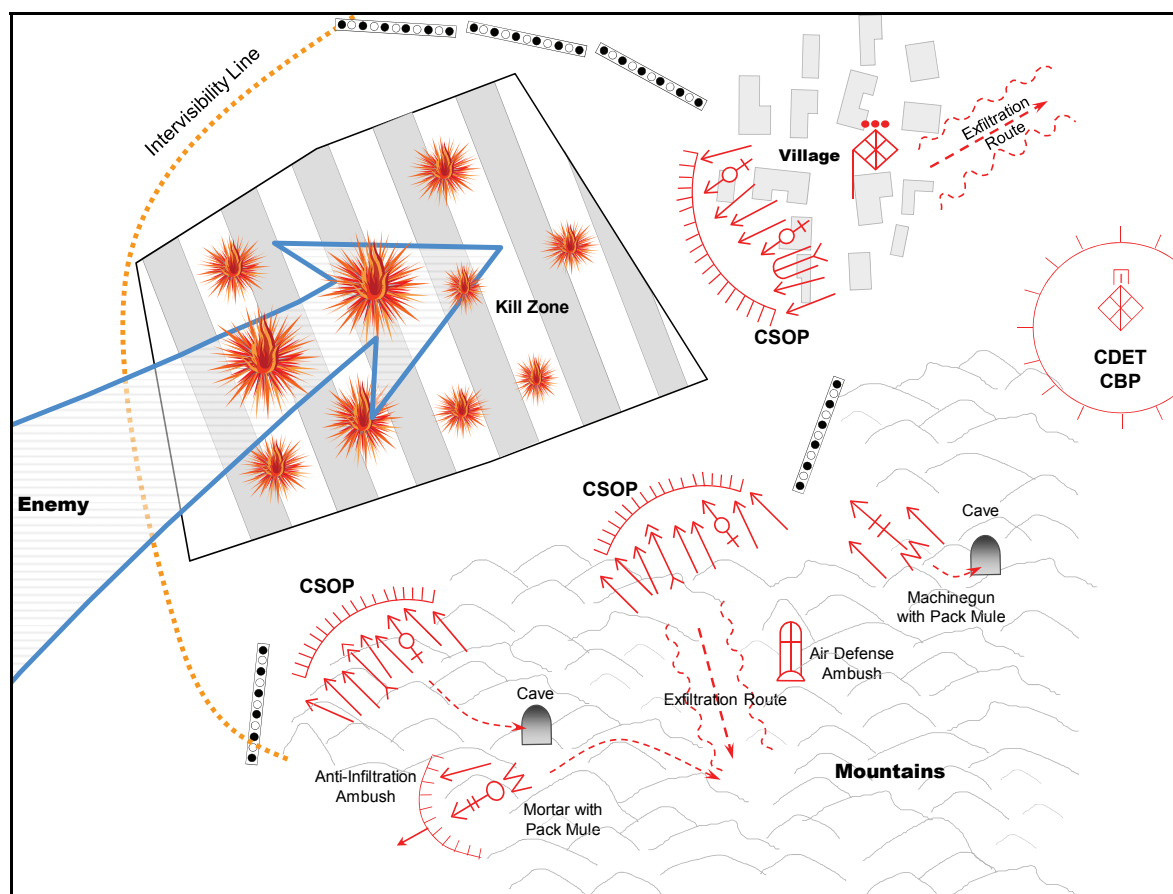 Intervisibility Line
Village
Exfiltration
Route
Kill Zone
CSOP
CDET
CBP
Enemy
CSOP
Cave
Machinegun
with Pack Mule
CSOP
Air Defense
Ambush
Cave
Exfiltration Route
Anti-Infiltration
Ambush
Mortar with
Pack Mule
Mountains